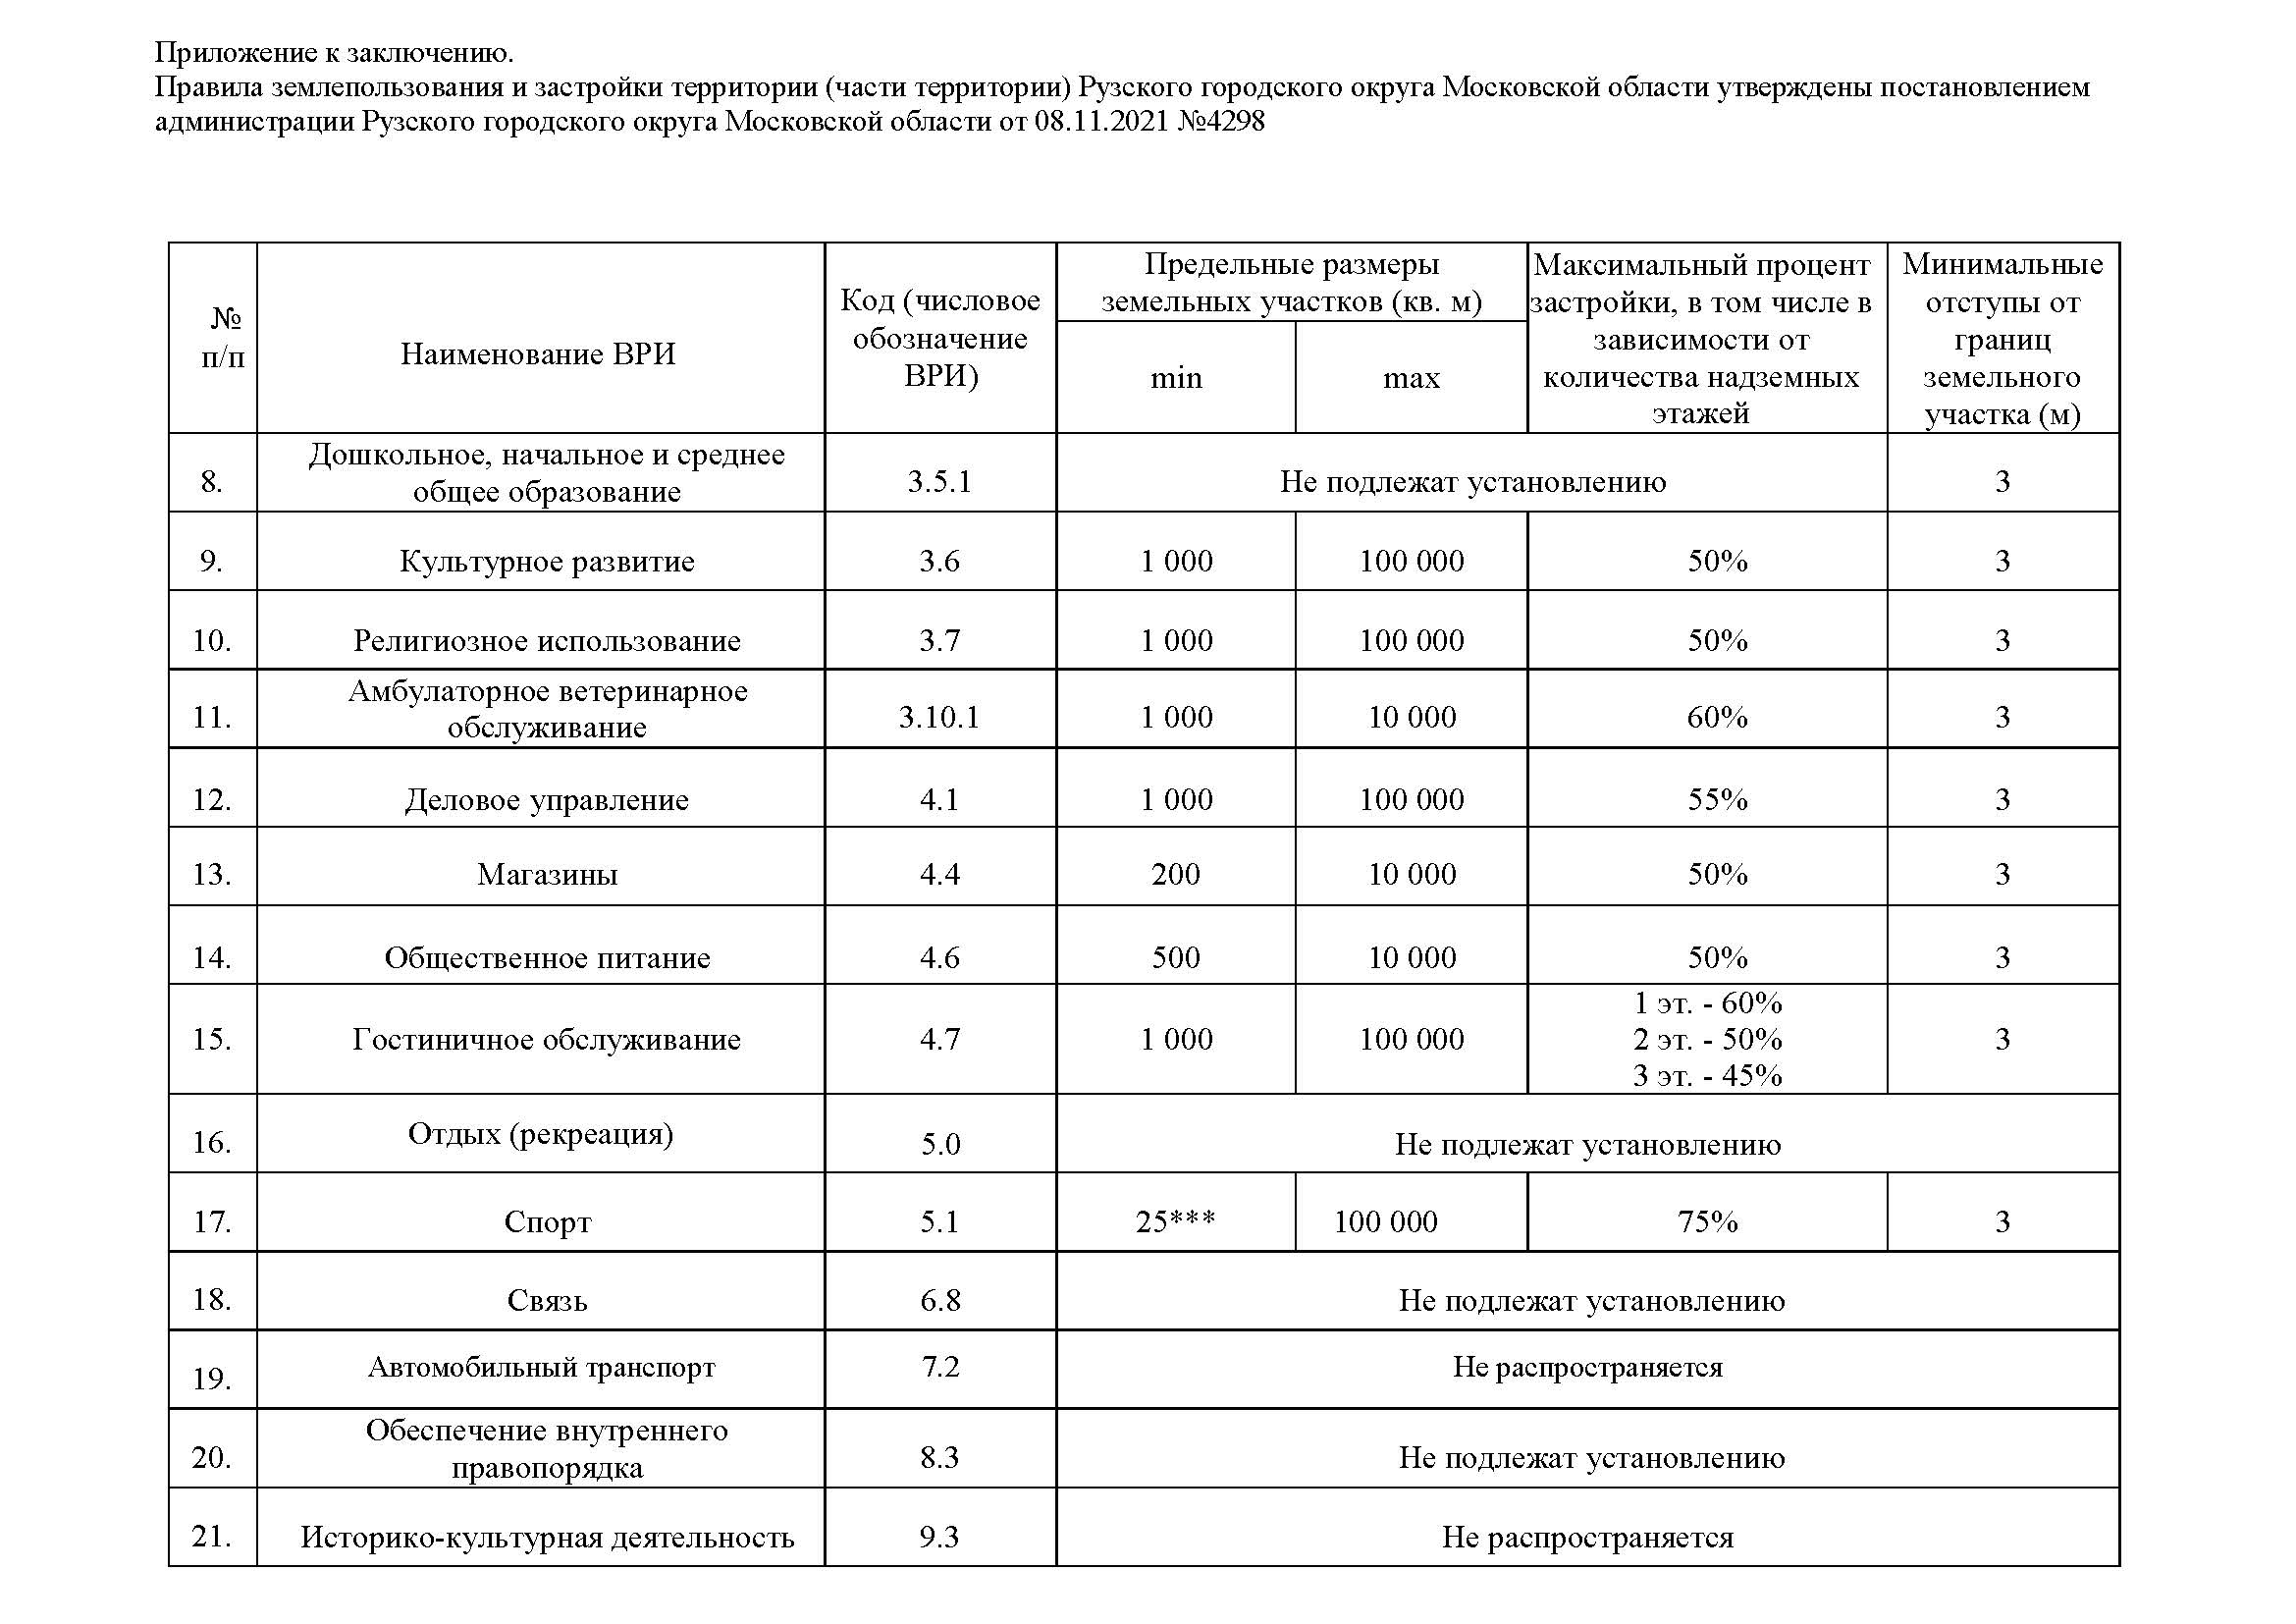 Приложение к заключению.
Правила землепользования и застройки территории (части территории) Рузского городского округа Московской области утверждены постановлением
администрации Рузского городского округа Московской области от 08.11.2021 №4298
№
п/п
Наименование ВРИ
Код (числовое
обозначение
ВРИ)
Предельные размеры
земельных участков (кв. м)
min
max
Максимальный процент
застройки, в том числе в
зависимости от
количества надземных
этажей
Минимальные
отступы от
границ
земельного
участка (м)
8.
Дошкольное, начальное и среднее
общее образование
3.5.1
Не подлежат установлению
3
9.
Культурное развитие
3.6
1 000
100 000
50%
3
10.
Религиозное использование
3.7
1 000
100 000
50%
3
11.
Амбулаторное ветеринарное
обслуживание
3.10.1
1 000
10 000
60%
3
12.
Деловое управление
4.1
1 000
100 000
55%
3
13.
Магазины
4.4
200
10 000
50%
3
14.
Общественное питание
4.6
500
10 000
50%
3
15.
Гостиничное обслуживание
4.7
1 000
100 000
1 эт. - 60%
2 эт. - 50%
3 эт. - 45%
3
16.
Отдых (рекреация)
5.0
Не подлежат установлению
17.
Спорт
5.1
25***
100 000
75%
3
18.
Связь
6.8
Не подлежат установлению
19.
Автомобильный транспорт
7.2
Не распространяется
20.
Обеспечение внутреннего
правопорядка
8.3
Не подлежат установлению
21.
Историко-культурная деятельность
9.3
Не распространяется